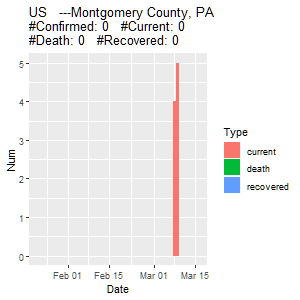 US   ---Montgomery County, PA
#Confirmed: 0   #Current: 0
#Death: 0   #Recovered: 0
Num
5
4
3
2
1
0
Feb 01
Feb 15
Mar 01
Mar 15
Date
Type
current
death
recovered